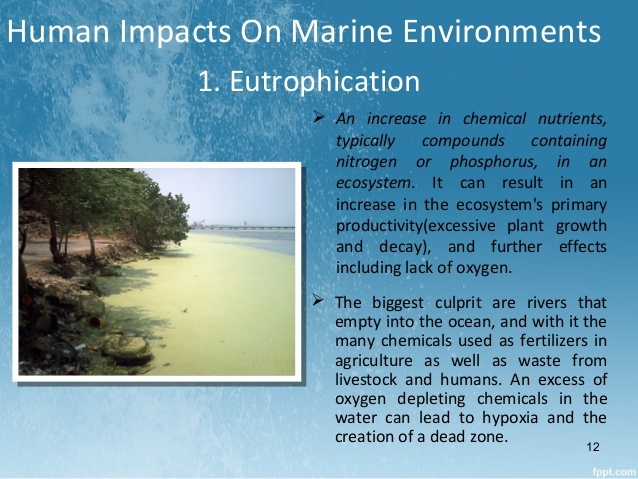 Human Impacts On Marine Environments
1. Eutrophication
➢ An increase in chemical nutrients,
typically compounds containing
nitrogen or phosphorus, in an
ecosystem. It can result in an
increase in the ecosystem's primary
productivity(excessive plant growth
and decay), and further effects
including lack of oxygen.
➢ The biggest culprit are rivers that
empty into the ocean, and with it the
many chemicals used as fertilizers in
agriculture as well as waste from
livestock and humans. An excess of
oxygen depleting chemicals in the
water can lead to hypoxia and the
creation of a dead zone.
12
fppt.com